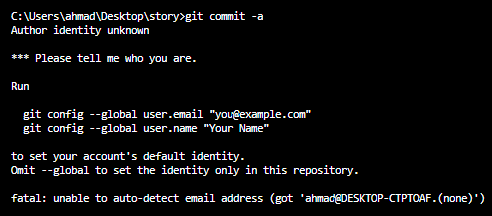 C:\Users\ahmad\Desktop\story>git commit -a
Author identity unknown
*** Please tell me who you are.
Run
git config --global user.email "you@example.com"
git config --global user.name "Your Name"
to set your account's default identity.
Omit --global to set the identity only in this repository.
fatal: unable to auto-detect email address (got 'ahmad@DESKTOP-CTPTOAF.(none)')